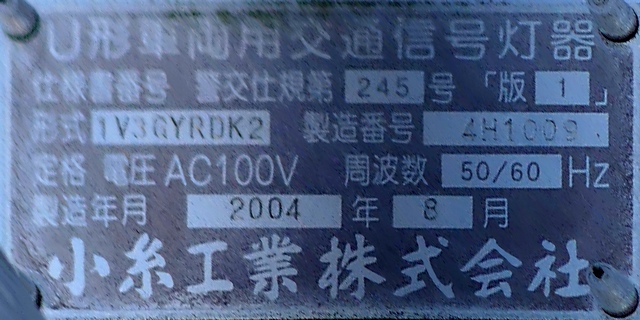 U形車両用交通信号灯器
仕様書番号 警交仕規第 245 号 「版 1 」
形式 1V3GYRDK2 製造番号 4H1009
定格 電圧 AC100V 周波数 50/60 Hz
製造年月 2004 年 8 月
小糸工業株式会社